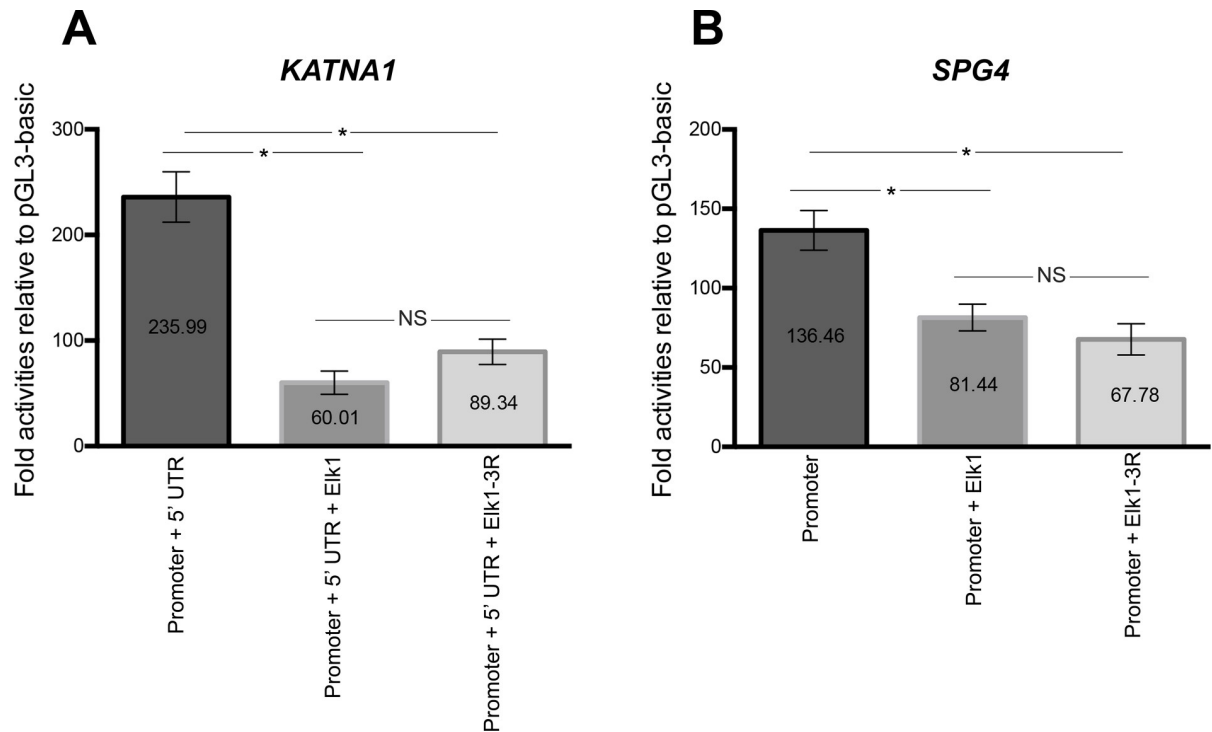 A
KATNA1
Fold activities relative to pGL3-basic
300
200
100
0
*
*
NS
235.99
60.01
89.34
Promoter + 5' UTR
Promoter + 5' UTR + Elk1
Promoter + 5' UTR + Elk1-3R
B
SPG4
Fold activities relative to pGL3-basic
200
150
100
50
0
*
*
NS
136.46
81.44
67.78
Promoter
Promoter + Elk1
Promoter + Elk1-3R